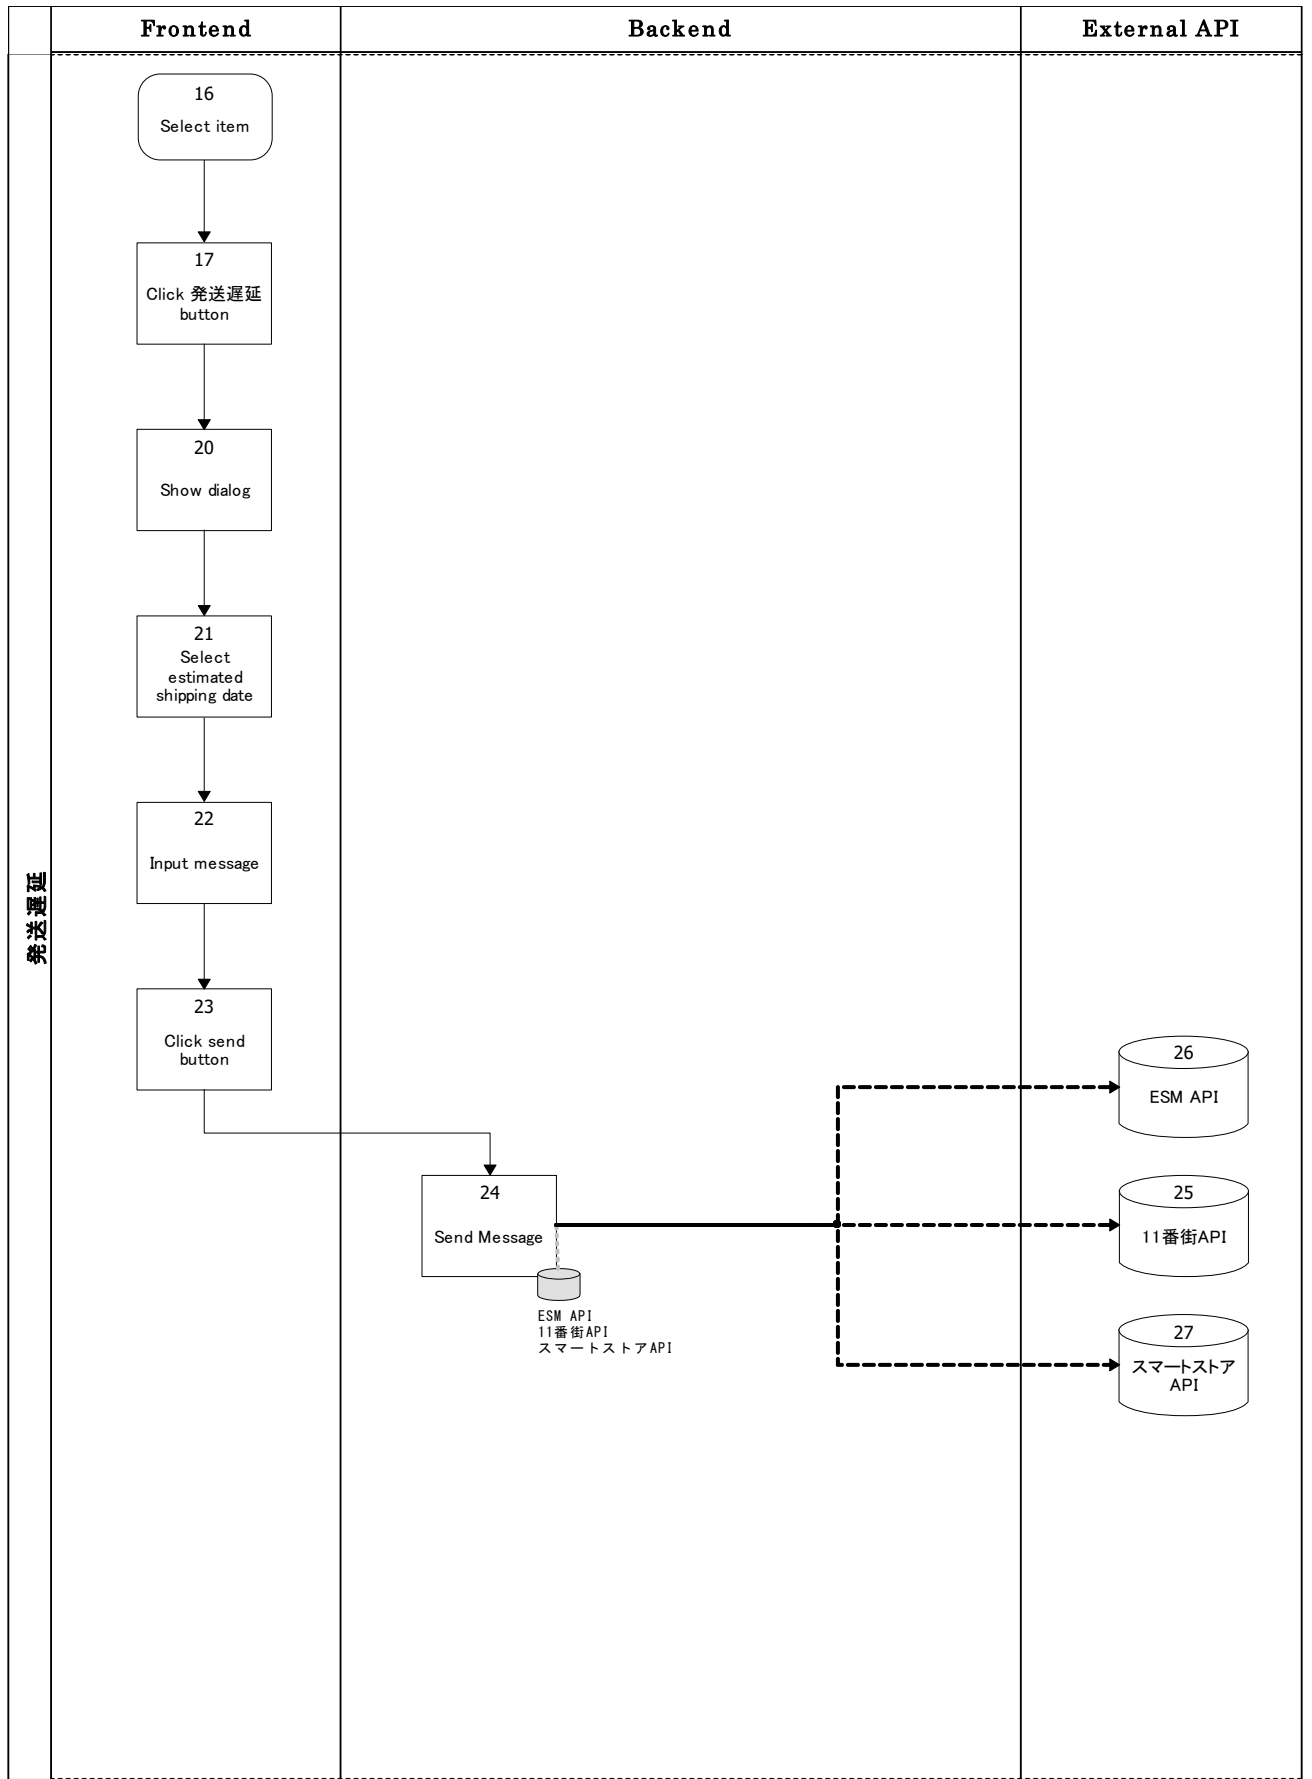 Frontend
Backend
External API
発送遅延
16
Select item
17
Click 発送遅延
button
20
Show dialog
21
Select
estimated
shipping date
22
Input message
23
Click send
button
24
Send Message
ESM API
11番街API
スマートストアAPI
26
ESM API
25
11番街API
27
スマートストア
API